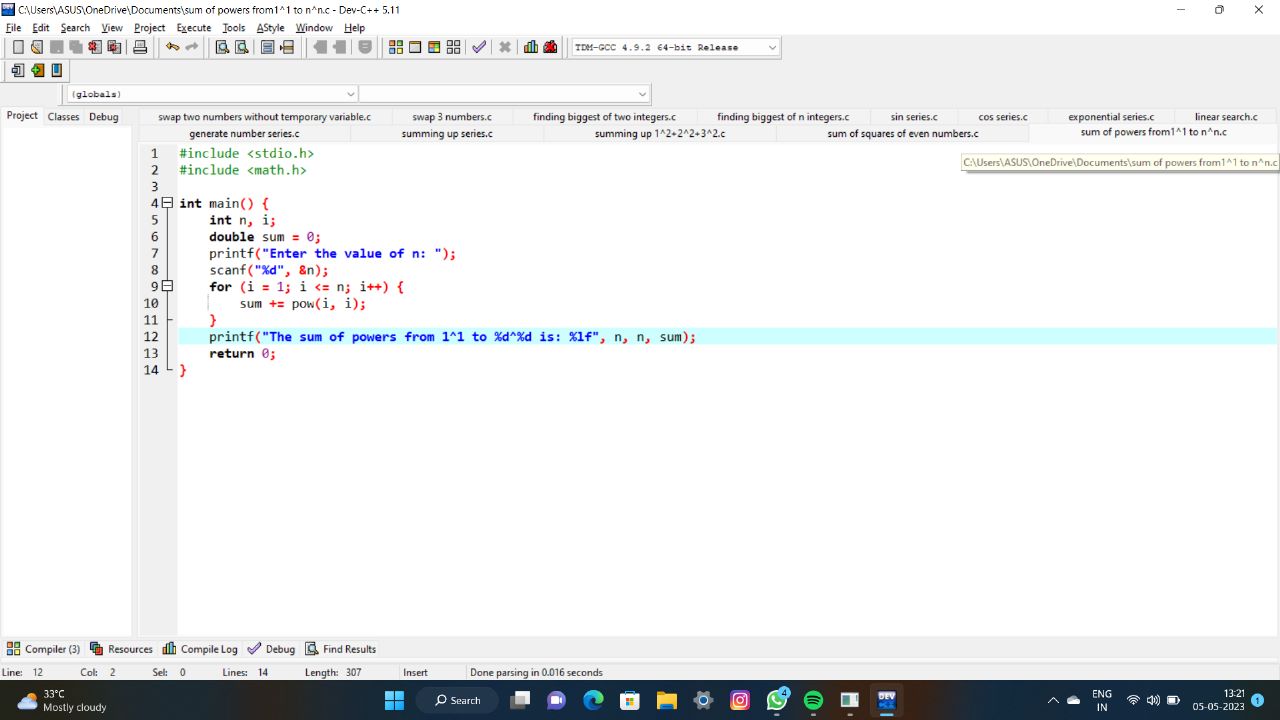 C:\Users\ASUS\OneDrive\Documents\sum of powers from1^1 to n^n.c - Dev-C++ 5.11
File Edit Search View Project Execute Tools AStyle Window Help
TDM-GCC 4.9.2 64-bit Release
(globals)
Project Classes Debug
swap two numbers without temporary variable.c swap 3 numbers.c finding biggest of two integers.c finding biggest of n integers.c sin series.c cos series.c exponential series.c linear search.c
generate number series.c summing up series.c summing up 1^2+2^2+3^2.c sum of squares of even numbers.c sum of powers from1^1 to n^n.c
C:\Users\ASUS\OneDrive\Documents\sum of powers from1^1 to n^n.c
1 #include <stdio.h>
2 #include <math.h>
3
4 int main() {
5 int n, i;
6 double sum = 0;
7 printf("Enter the value of n: ");
8 scanf("%d", &n);
9 for (i = 1; i <= n; i++) {
10 sum += pow(i, i);
11 }
12 printf("The sum of powers from 1^1 to %d^%d is: %lf", n, n, sum);
13 return 0;
14 }
Compiler (3) Resources Compile Log Debug Find Results
Line: 12 Col: 2 Sel: 0 Lines: 14 Length: 307 Insert Done parsing in 0.016 seconds
33°C
Mostly cloudy
Search
4
DEV
ENG
IN
13:21
05-05-2023
1